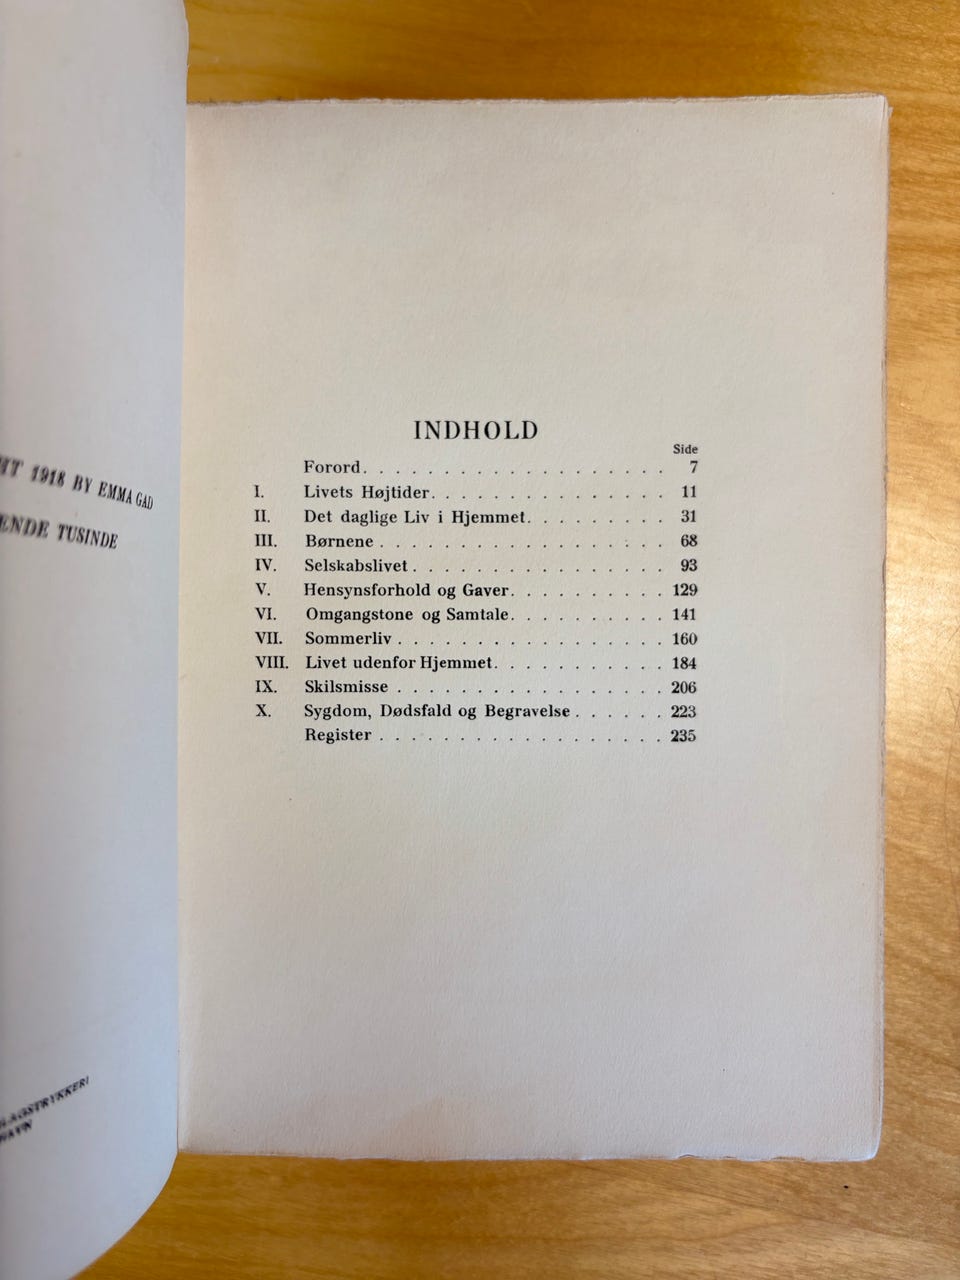 1918 BY EMMA GAD
TUSINDE
INDHOLD
Side
Forord. . . . . . . . . . . . . . . . . . . 7
I. Livets Højtider. . . . . . . . . . . . . . . 11
II. Det daglige Liv i Hjemmet. . . . . . . . . 31
III. Børnene . . . . . . . . . . . . . . . . . . 68
IV. Selskabslivet . . . . . . . . . . . . . . . . 93
V. Hensynsforhold og Gaver. . . . . . . . . . 129
VI. Omgangstone og Samtale. . . . . . . . . . 141
VII. Sommerliv . . . . . . . . . . . . . . . . . 160
VIII. Livet udenfor Hjemmet. . . . . . . . . . . 184
IX. Skilsmisse . . . . . . . . . . . . . . . . . 206
X. Sygdom, Dødsfald og Begravelse . . . . . . 223
Register . . . . . . . . . . . . . . . . . . 235